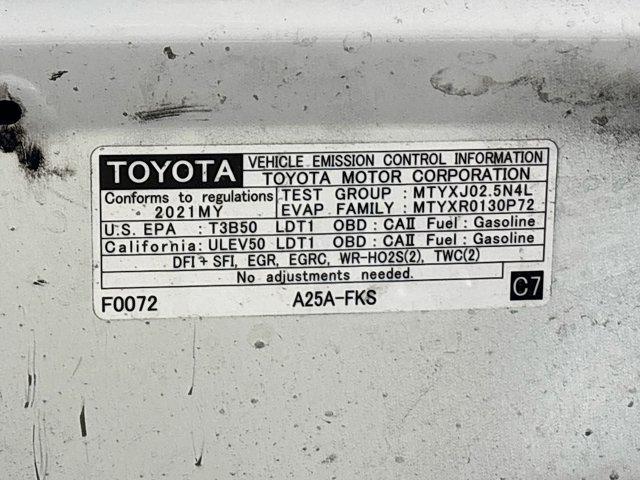 TOYOTA VEHICLE EMISSION CONTROL INFORMATION
TOYOTA MOTOR CORPORATION
Conforms to regulations
2021MY
TEST GROUP : MTYXJ02.5N4L
EVAP FAMILY : MTYXR0130P72
U.S. EPA : T3B50 LDT1 OBD : CAII Fuel : Gasoline
California: ULEV50 LDT1 OBD : CAII Fuel : Gasoline
DFI + SFI, EGR, EGRC, WR-HO2S(2), TWC(2)
No adjustments needed.
F0072 A25A-FKS C7